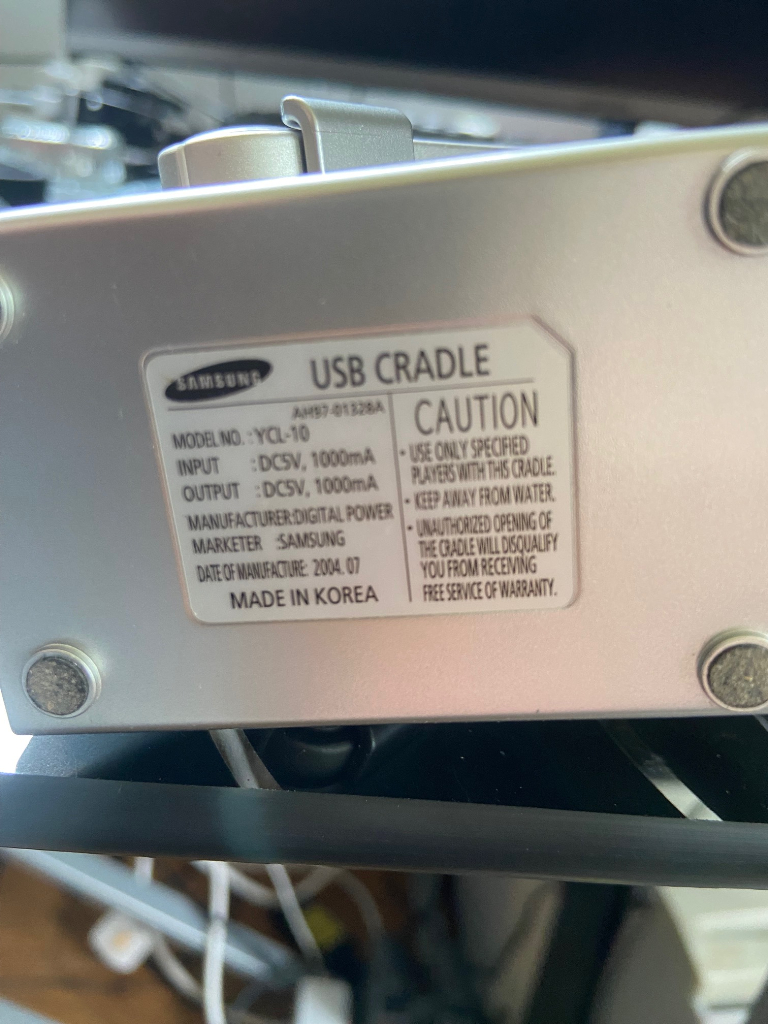 SAMSUNG USB CRADLE
AH97-01328A
MODEL NO. : YCL-10
INPUT : DC5V, 1000mA
OUTPUT : DC5V, 1000mA
MANUFACTURER:DIGITAL POWER
MARKETER :SAMSUNG
DATE OF MANUFACTURE: 2004. 07
MADE IN KOREA
CAUTION
• USE ONLY SPECIFIED
PLAYERS WITH THIS CRADLE.
• KEEP AWAY FROM WATER.
• UNAUTHORIZED OPENING OF
THE CRADLE WILL DISQUALIFY
YOU FROM RECEIVING
FREE SERVICE OF WARRANTY.